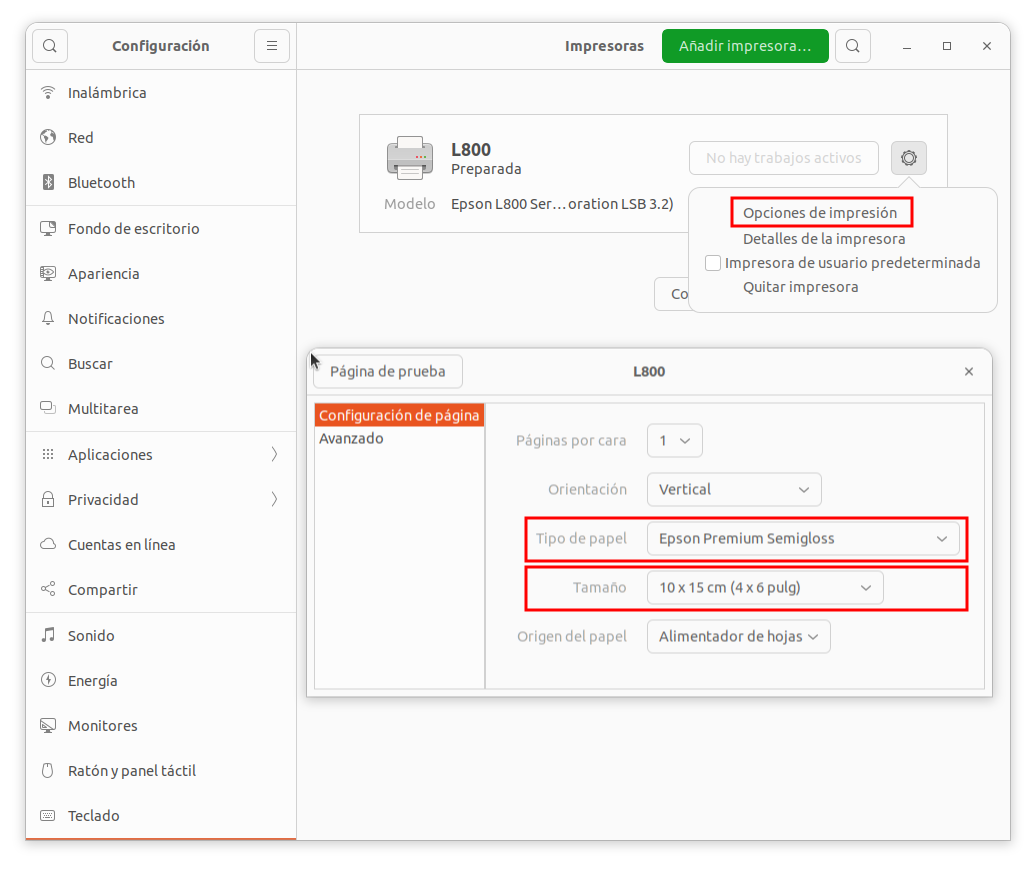 Configuración
Impresoras
Añadir impresora…
Inalámbrica
Red
Bluetooth
Fondo de escritorio
Apariencia
Notificaciones
Buscar
Multitarea
Aplicaciones
Privacidad
Cuentas en línea
Compartir
Sonido
Energía
Monitores
Ratón y panel táctil
Teclado
L800
Preparada
No hay trabajos activos
Modelo Epson L800 Ser…oration LSB 3.2)
Opciones de impresión
Detalles de la impresora
Impresora de usuario predeterminada
Quitar impresora
Co
Página de prueba
L800
Configuración de página
Avanzado
Páginas por cara 1
Orientación Vertical
Tipo de papel Epson Premium Semigloss
Tamaño 10 x 15 cm (4 x 6 pulg)
Origen del papel Alimentador de hojas